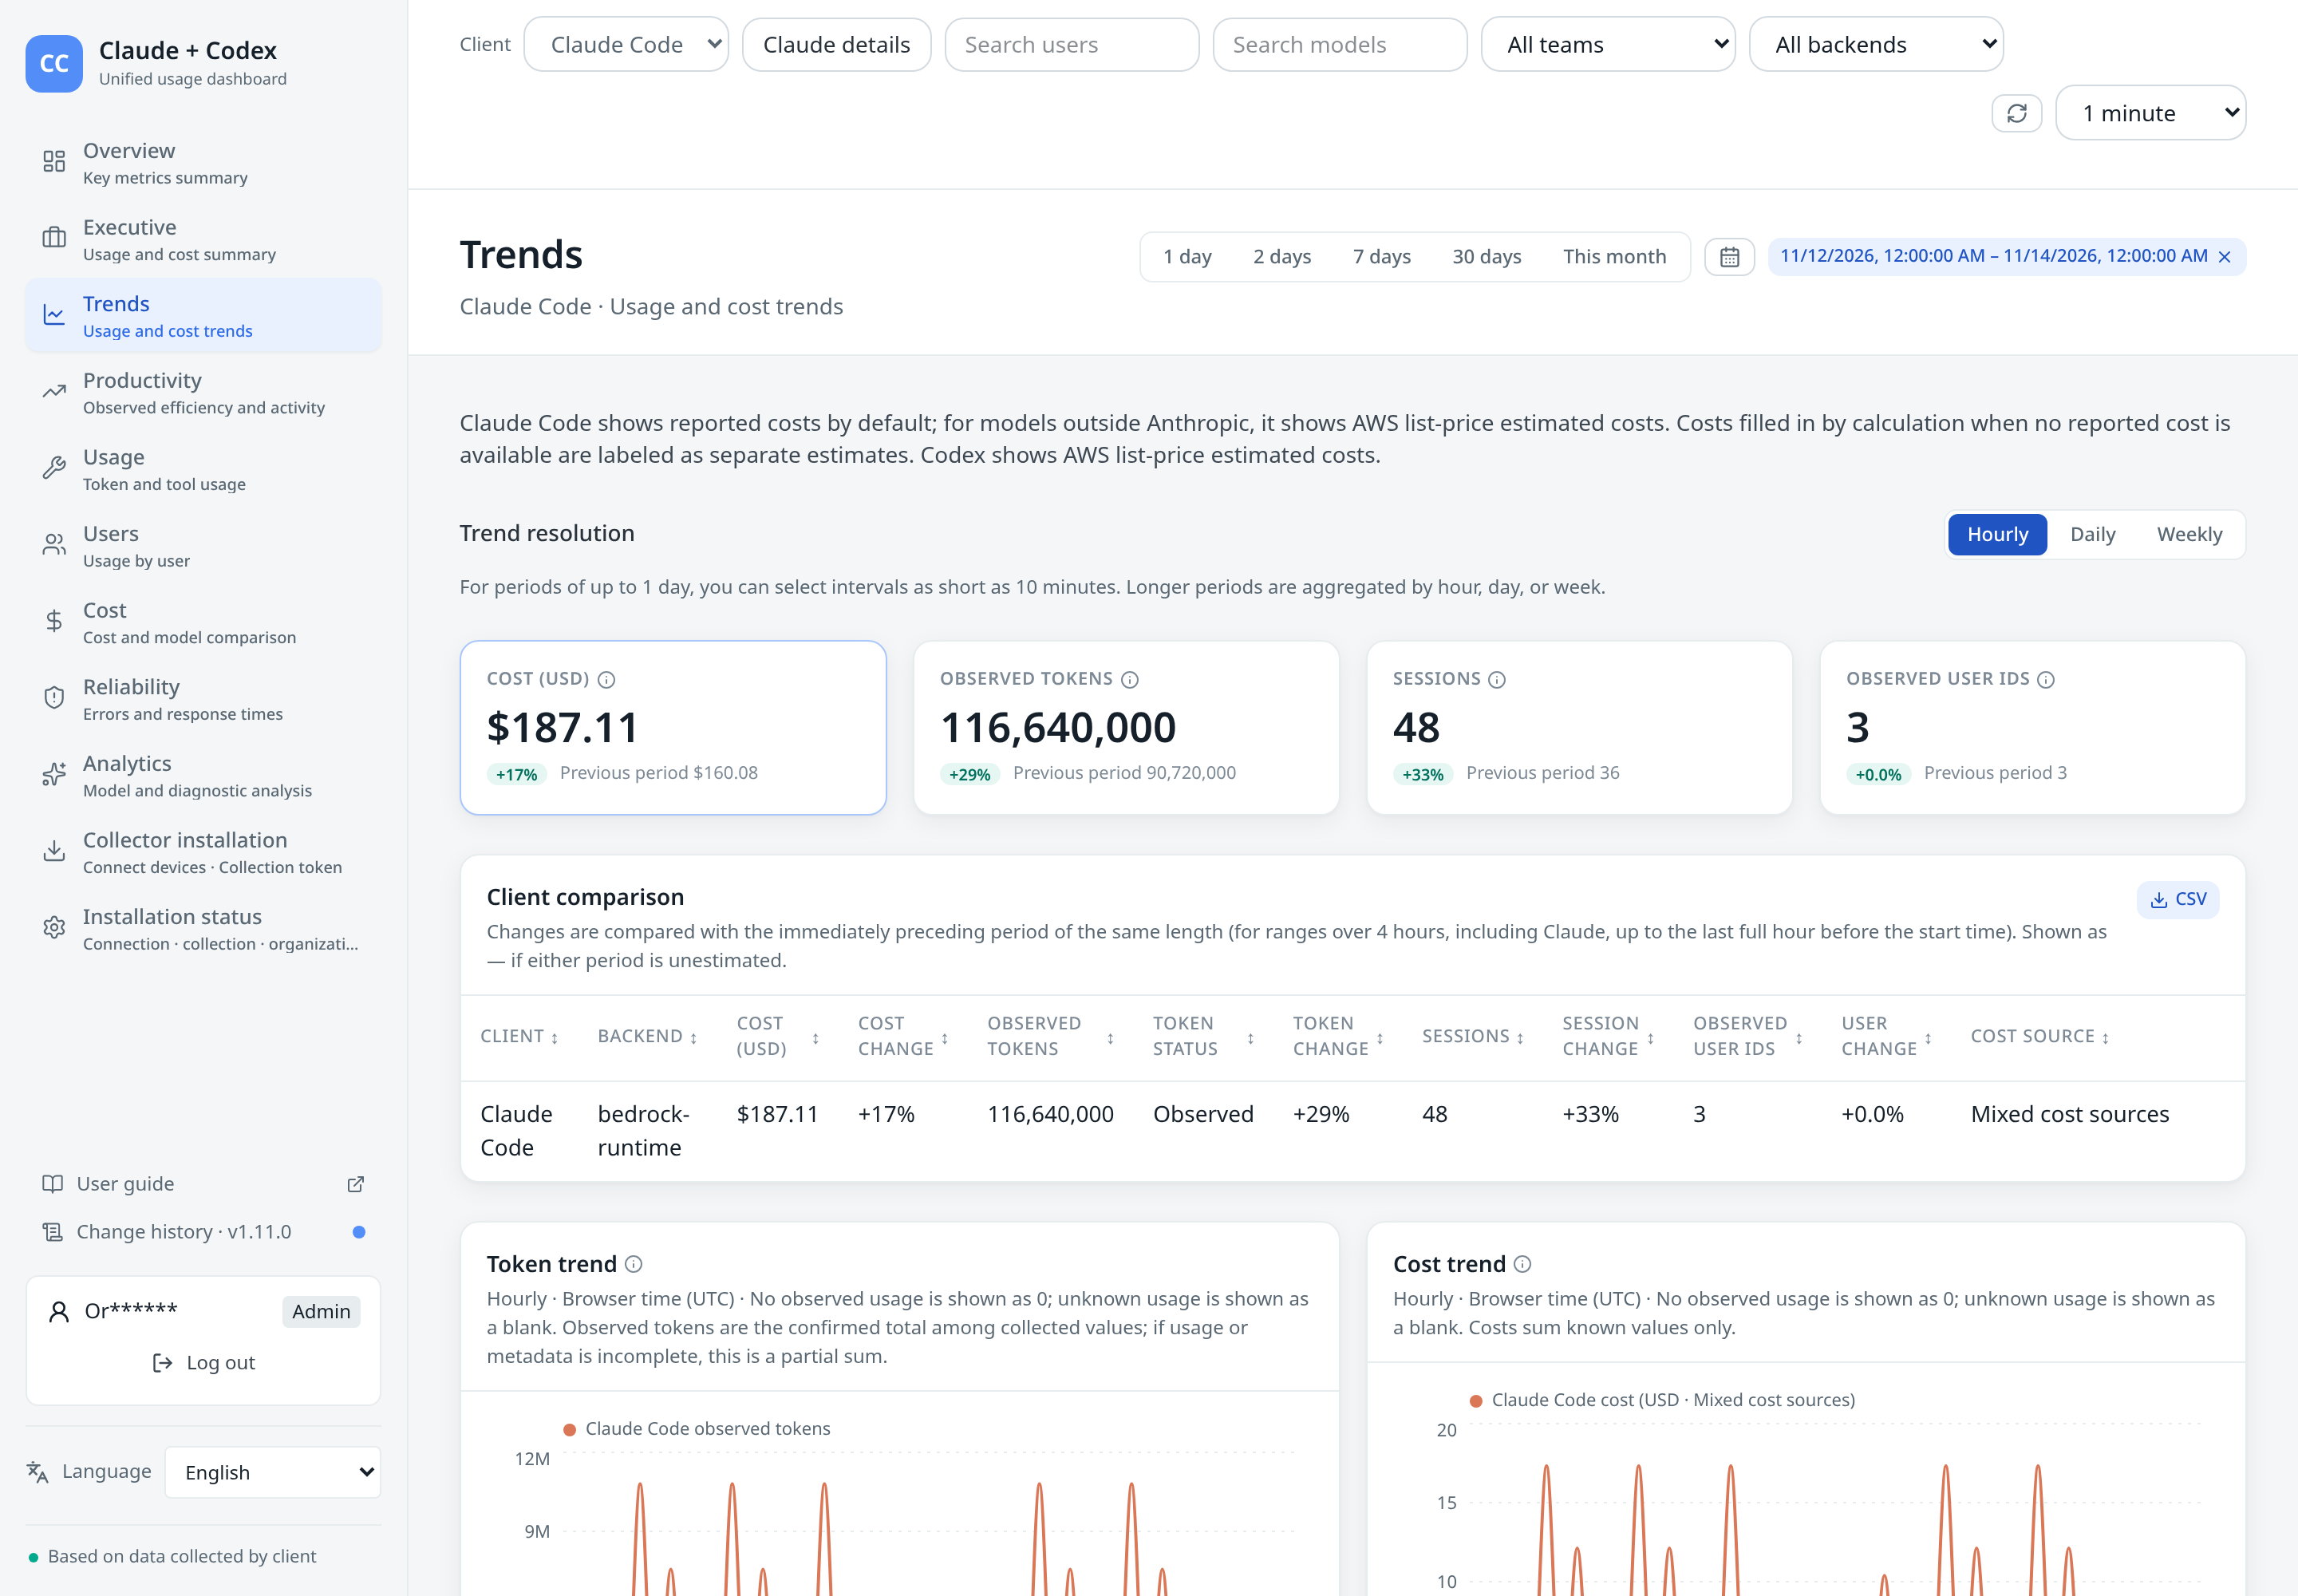 CC
Claude + Codex
Unified usage dashboard
Overview
Key metrics summary
Executive
Usage and cost summary
Trends
Usage and cost trends
Productivity
Observed efficiency and activity
Usage
Token and tool usage
Users
Usage by user
Cost
Cost and model comparison
Reliability
Errors and response times
Analytics
Model and diagnostic analysis
Collector installation
Connect devices · Collection token
Installation status
Connection · collection · organizati...
User guide
Change history · v1.11.0
Or******
Admin
Log out
Language
English
Based on data collected by client
Client
Claude Code
Claude details
Search users
Search models
All teams
All backends
1 minute
Trends
Claude Code · Usage and cost trends
1 day
2 days
7 days
30 days
This month
11/12/2026, 12:00:00 AM – 11/14/2026, 12:00:00 AM
Claude Code shows reported costs by default; for models outside Anthropic, it shows AWS list-price estimated costs. Costs filled in by calculation when no reported cost is
available are labeled as separate estimates. Codex shows AWS list-price estimated costs.
Trend resolution
Hourly
Daily
Weekly
For periods of up to 1 day, you can select intervals as short as 10 minutes. Longer periods are aggregated by hour, day, or week.
COST (USD)
$187.11
+17% Previous period $160.08
OBSERVED TOKENS
116,640,000
+29% Previous period 90,720,000
SESSIONS
48
+33% Previous period 36
OBSERVED USER IDS
3
+0.0% Previous period 3
Client comparison
CSV
Changes are compared with the immediately preceding period of the same length (for ranges over 4 hours, including Claude, up to the last full hour before the start time). Shown as
— if either period is unestimated.
CLIENT ↕
BACKEND ↕
COST
(USD) ↕
COST
CHANGE ↕
OBSERVED
TOKENS ↕
TOKEN
STATUS ↕
TOKEN
CHANGE ↕
SESSIONS ↕
SESSION
CHANGE ↕
OBSERVED
USER IDS ↕
USER
CHANGE ↕
COST SOURCE ↕
Claude
Code
bedrock-
runtime
$187.11
+17%
116,640,000
Observed
+29%
48
+33%
3
+0.0%
Mixed cost sources
Token trend
Hourly · Browser time (UTC) · No observed usage is shown as 0; unknown usage is shown as
a blank. Observed tokens are the confirmed total among collected values; if usage or
metadata is incomplete, this is a partial sum.
Claude Code observed tokens
12M
9M
Cost trend
Hourly · Browser time (UTC) · No observed usage is shown as 0; unknown usage is shown as
a blank. Costs sum known values only.
Claude Code cost (USD · Mixed cost sources)
20
15
10